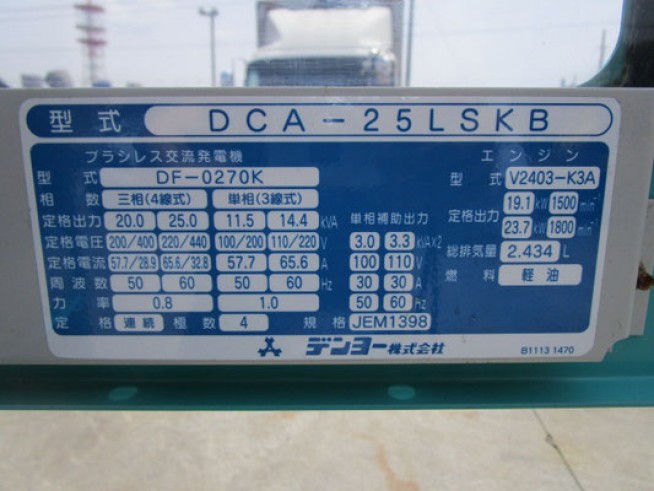 型式 DCA-25LSKB
ブラシレス交流発電機
型式 DF-0270K
相数 三相(4線式) 単相(3線式)
定格出力 20.0 25.0 11.5 14.4 kVA
定格電圧 200/400 220/440 100/200 110/220 V
定格電流 57.7/28.9 65.6/32.8 57.7 65.6 A
周波数 50 60 50 60 Hz
力率 0.8 1.0
定格 連続 極数 4 規格 JEM1398
単相補助出力
3.0 3.3 kVA×2
100 110 V
30 30 A
50 60 Hz
エンジン
型式 V2403-K3A
定格出力 19.1 kW 1500 min⁻¹
23.7 kW 1800 min⁻¹
総排気量 2.434 L
燃料 軽油
デンヨー株式会社
B1113 1470